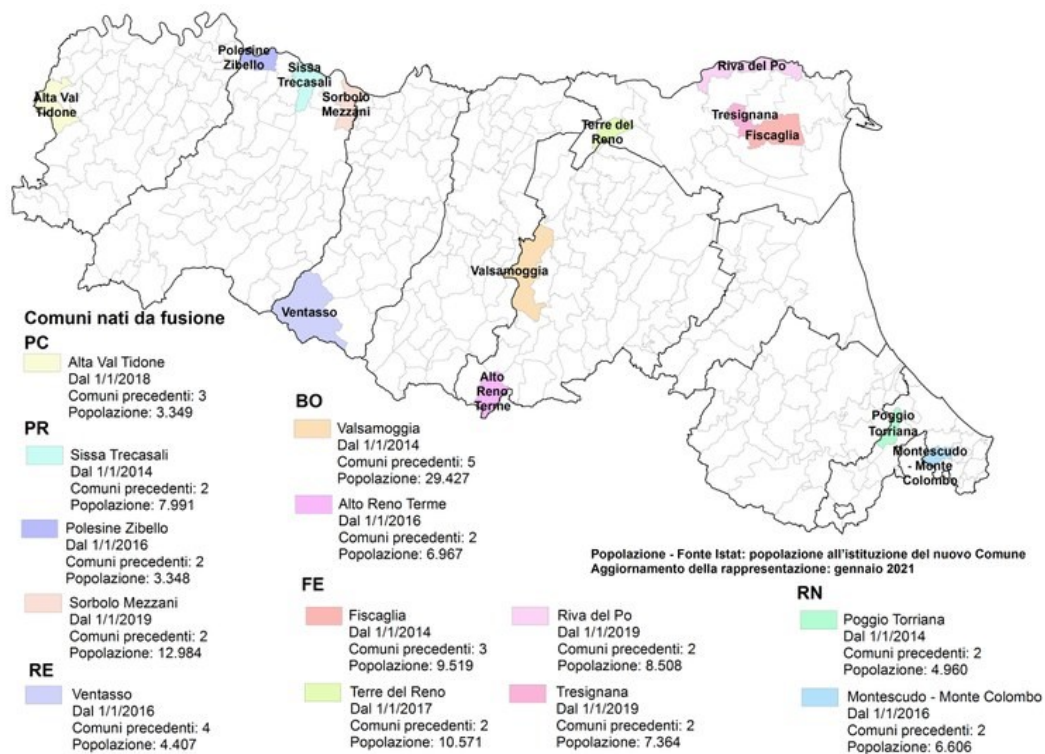 Polesine
Zibello
Sissa
Trecasali
Sorbolo
Mezzani
Alta Val
Tidone
Riva del Po
Tresignana
Fiscaglia
Terre del
Reno
Valsamoggia
Ventasso
Alto
Reno
Terme
Poggio
Torriana
Montescudo
- Monte
Colombo
Comuni nati da fusione
PC
Alta Val Tidone
Dal 1/1/2018
Comuni precedenti: 3
Popolazione: 3.349
PR
Sissa Trecasali
Dal 1/1/2014
Comuni precedenti: 2
Popolazione: 7.991
Polesine Zibello
Dal 1/1/2016
Comuni precedenti: 2
Popolazione: 3.348
Sorbolo Mezzani
Dal 1/1/2019
Comuni precedenti: 2
Popolazione: 12.984
RE
Ventasso
Dal 1/1/2016
Comuni precedenti: 4
Popolazione: 4.407
BO
Valsamoggia
Dal 1/1/2014
Comuni precedenti: 5
Popolazione: 29.427
Alto Reno Terme
Dal 1/1/2016
Comuni precedenti: 2
Popolazione: 6.967
Popolazione - Fonte Istat: popolazione all'istituzione del nuovo Comune
Aggiornamento della rappresentazione: gennaio 2021
FE
Fiscaglia
Dal 1/1/2014
Comuni precedenti: 3
Popolazione: 9.519
Terre del Reno
Dal 1/1/2017
Comuni precedenti: 2
Popolazione: 10.571
Riva del Po
Dal 1/1/2019
Comuni precedenti: 2
Popolazione: 8.508
Tresignana
Dal 1/1/2019
Comuni precedenti: 2
Popolazione: 7.364
RN
Poggio Torriana
Dal 1/1/2014
Comuni precedenti: 2
Popolazione: 4.960
Montescudo - Monte Colombo
Dal 1/1/2016
Comuni precedenti: 2
Popolazione: 6.606